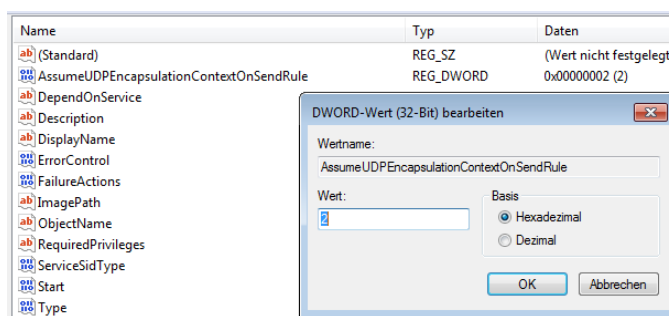 Name Typ Daten
(Standard) REG_SZ (Wert nicht festgelegt
AssumeUDPEncapsulationContextOnSendRule REG_DWORD 0x00000002 (2)
DependOnService
Description
DisplayName
ErrorControl
FailureActions
ImagePath
ObjectName
RequiredPrivileges
ServiceSidType
Start
Type
DWORD-Wert (32-Bit) bearbeiten
Wertname:
AssumeUDPEncapsulationContextOnSendRule
Wert:
2
Basis
Hexadezimal
Dezimal
OK Abbrechen